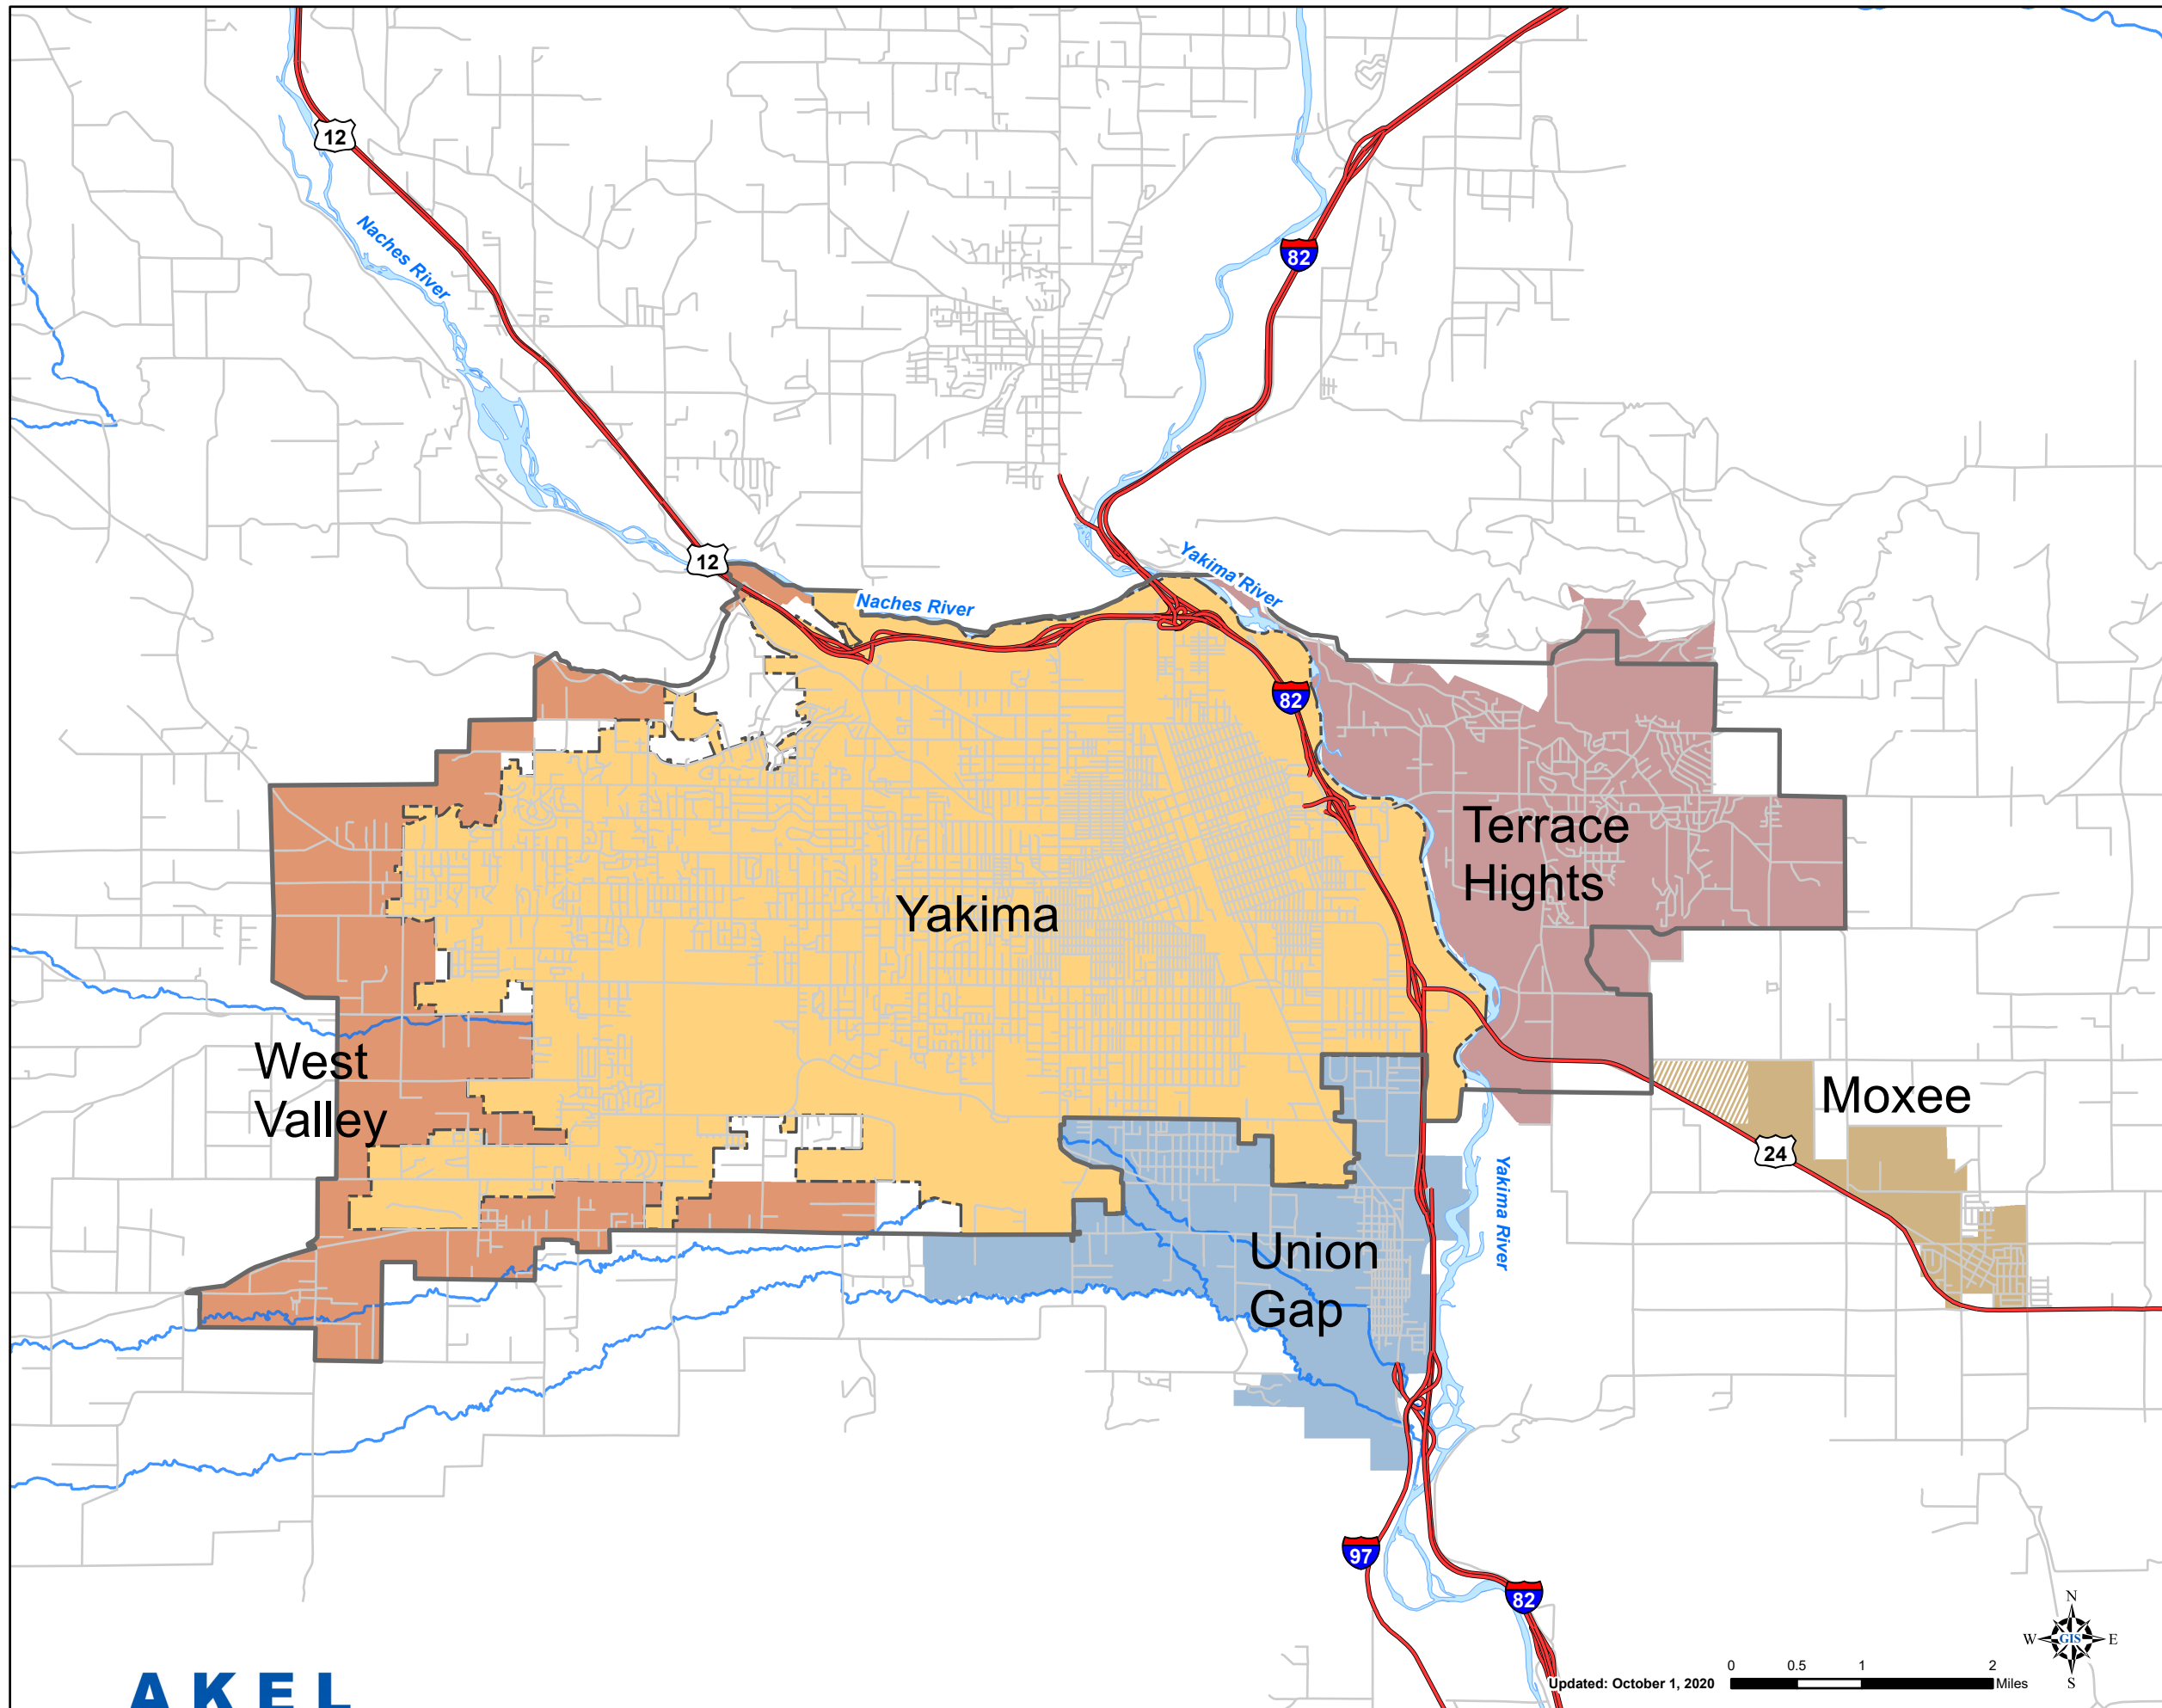 12
Naches River
82
12
Yakima River
Naches River
82
Terrace
Hights
Yakima
West
Valley
Moxee
24
Yakima River
Union
Gap
97
82
N
W GIS E
S
0 0.5 1 2
Updated: October 1, 2020
Miles
AKEL